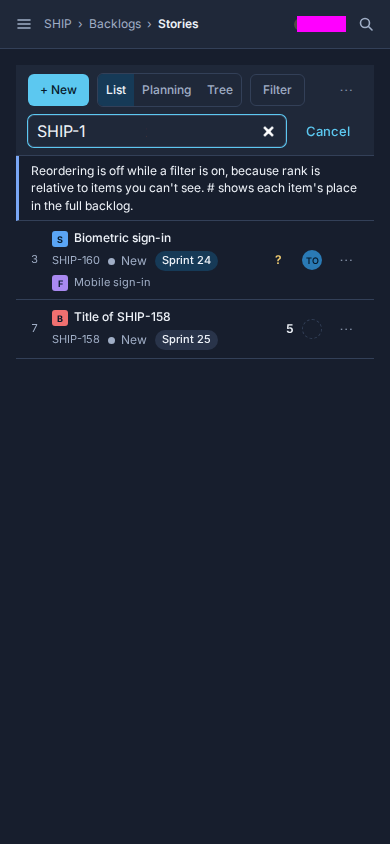 SHIP › Backlogs › Stories
+ New List Planning Tree Filter ...
SHIP-1 Cancel
Reordering is off while a filter is on, because rank is
relative to items you can't see. # shows each item's place
in the full backlog.
S Biometric sign-in
3 SHIP-160 New Sprint 24 ? TO ...
F Mobile sign-in
B Title of SHIP-158
7 SHIP-158 New Sprint 25 5 ...